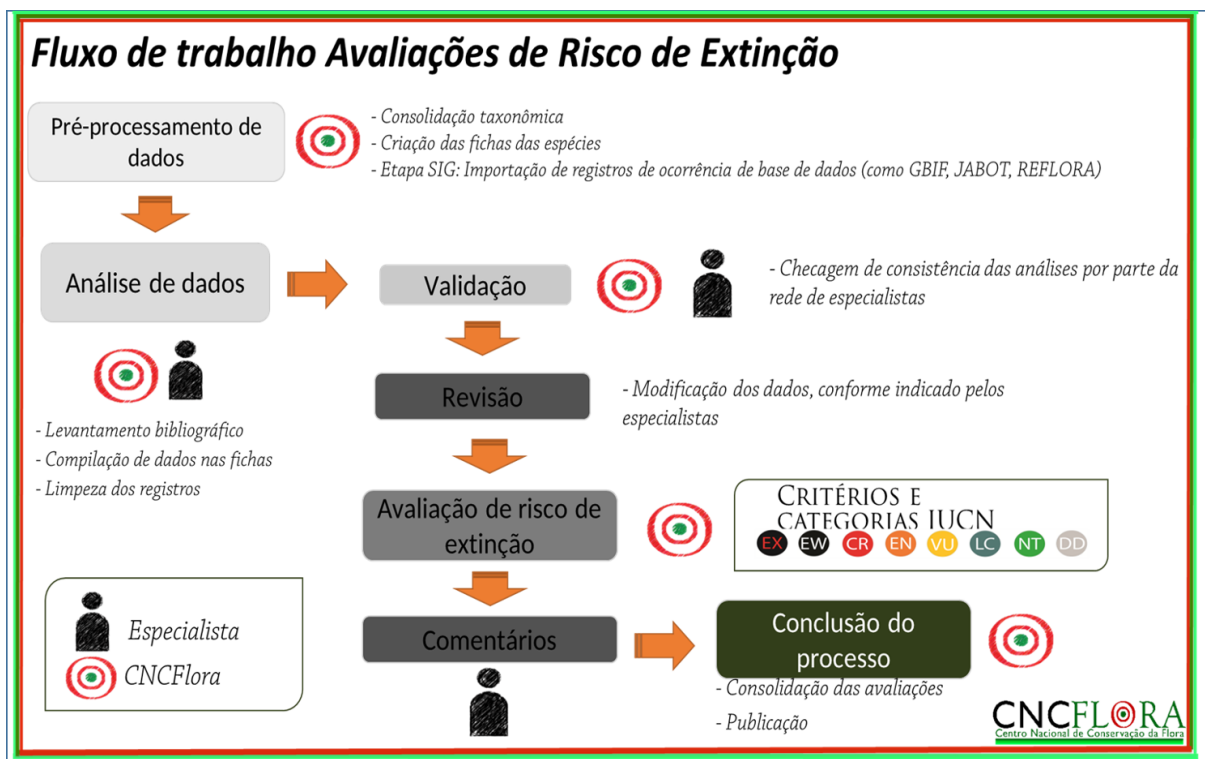 Fluxo de trabalho Avaliações de Risco de Extinção
Pré-processamento de
dados
- Consolidação taxonômica
- Criação das fichas das espécies
- Etapa SIG: Importação de registros de ocorrência de base de dados (como GBIF, JABOT, REFLORA)
Análise de dados
- Levantamento bibliográfico
- Compilação de dados nas fichas
- Limpeza dos registros
Validação
- Checagem de consistência das análises por parte da
rede de especialistas
Revisão
- Modificação dos dados, conforme indicado pelos
especialistas
Avaliação de risco de
extinção
CRITÉRIOS E
CATEGORIAS IUCN
EX EW CR EN VU LC NT DD
Comentários
Conclusão do
processo
- Consolidação das avaliações
- Publicação
Especialista
CNCFlora
CNCFLORA
Centro Nacional de Conservação da Flora